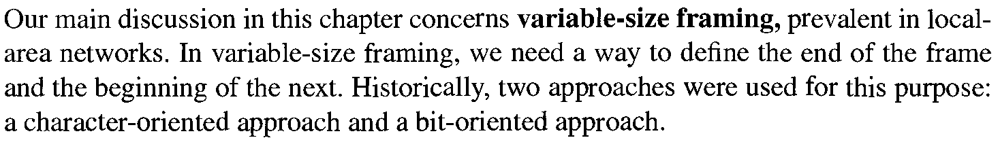 Our main discussion in this chapter concerns variable-size framing, prevalent in local-
area networks. In variable-size framing, we need a way to define the end of the frame
and the beginning of the next. Historically, two approaches were used for this purpose:
a character-oriented approach and a bit-oriented approach.